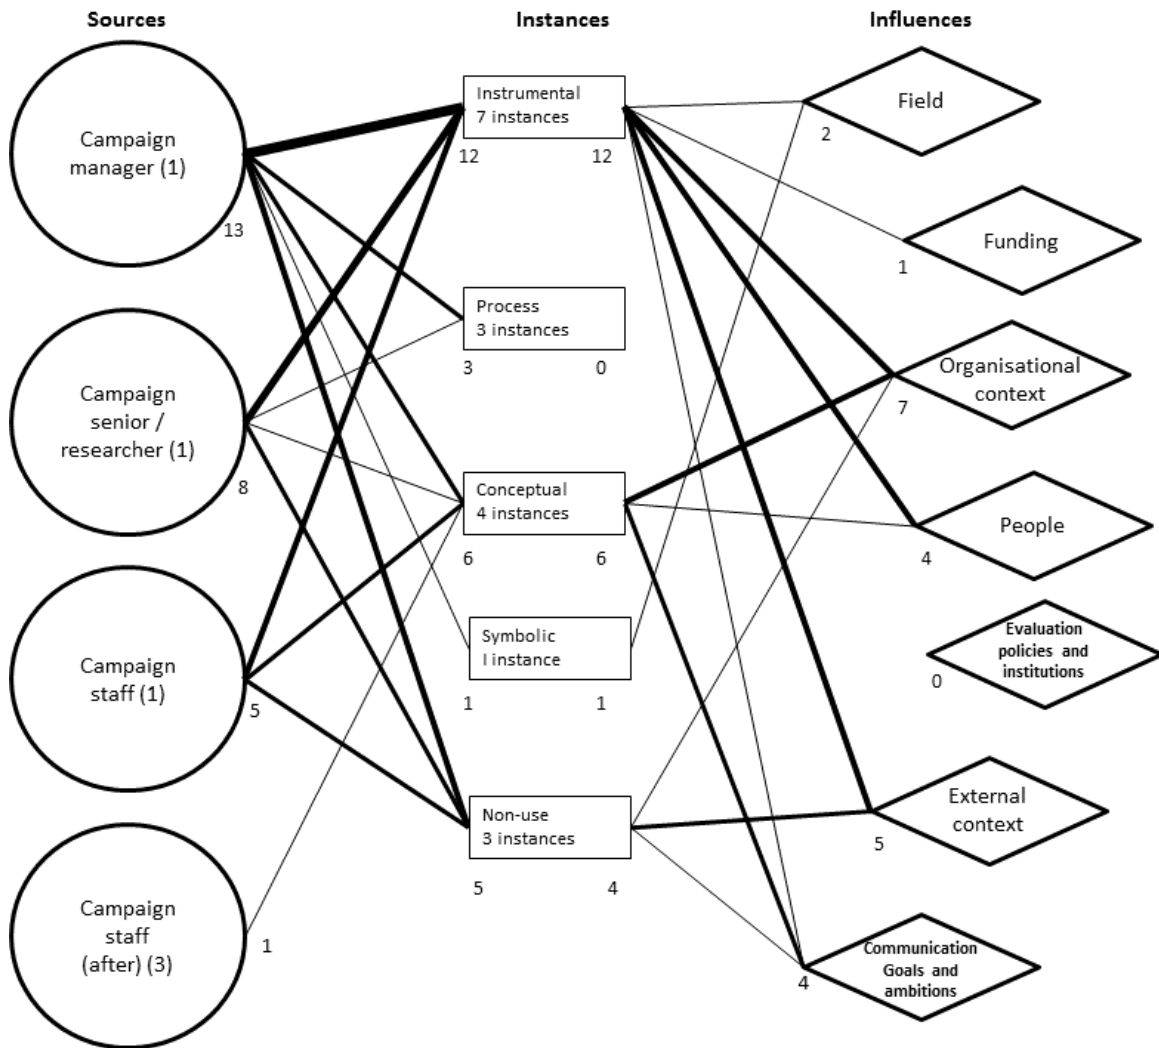 Sources
Instances
Influences
Campaign
manager (1)
13
Campaign
senior /
researcher (1)
8
Campaign
staff (1)
5
Campaign
staff
(after) (3)
1
Instrumental
7 instances
12
12
Process
3 instances
3
0
Conceptual
4 instances
6
6
Symbolic
I instance
1
1
Non-use
3 instances
5
4
Field
2
Funding
1
Organisational
context
7
People
4
Evaluation
policies and
institutions
0
External
context
5
Communication
Goals and
ambitions
4